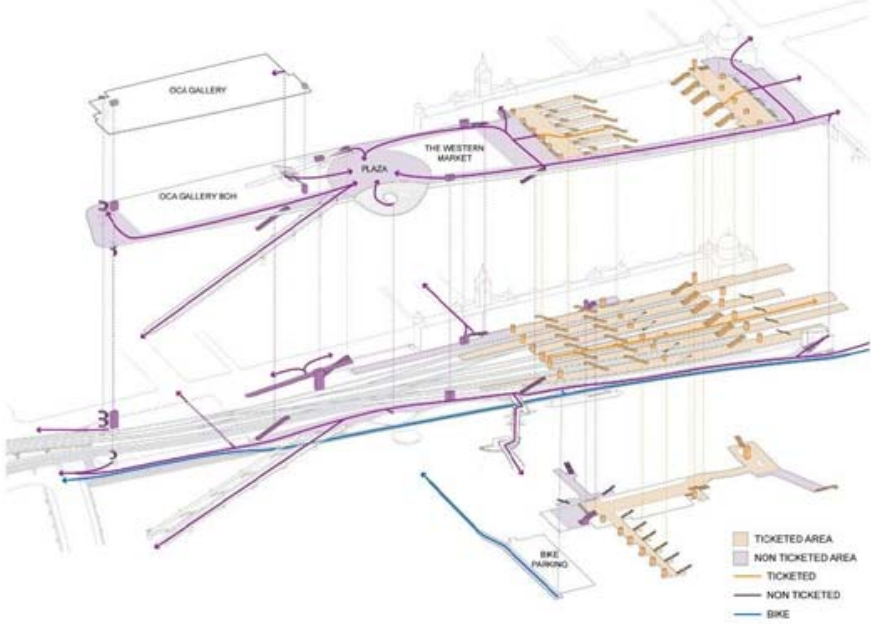 OCA GALLERY
THE WESTERN
MARKET
PLAZA
OCA GALLERY BOH
BIKE
PARKING
TICKETED AREA
NON TICKETED AREA
TICKETED
NON TICKETED
BIKE